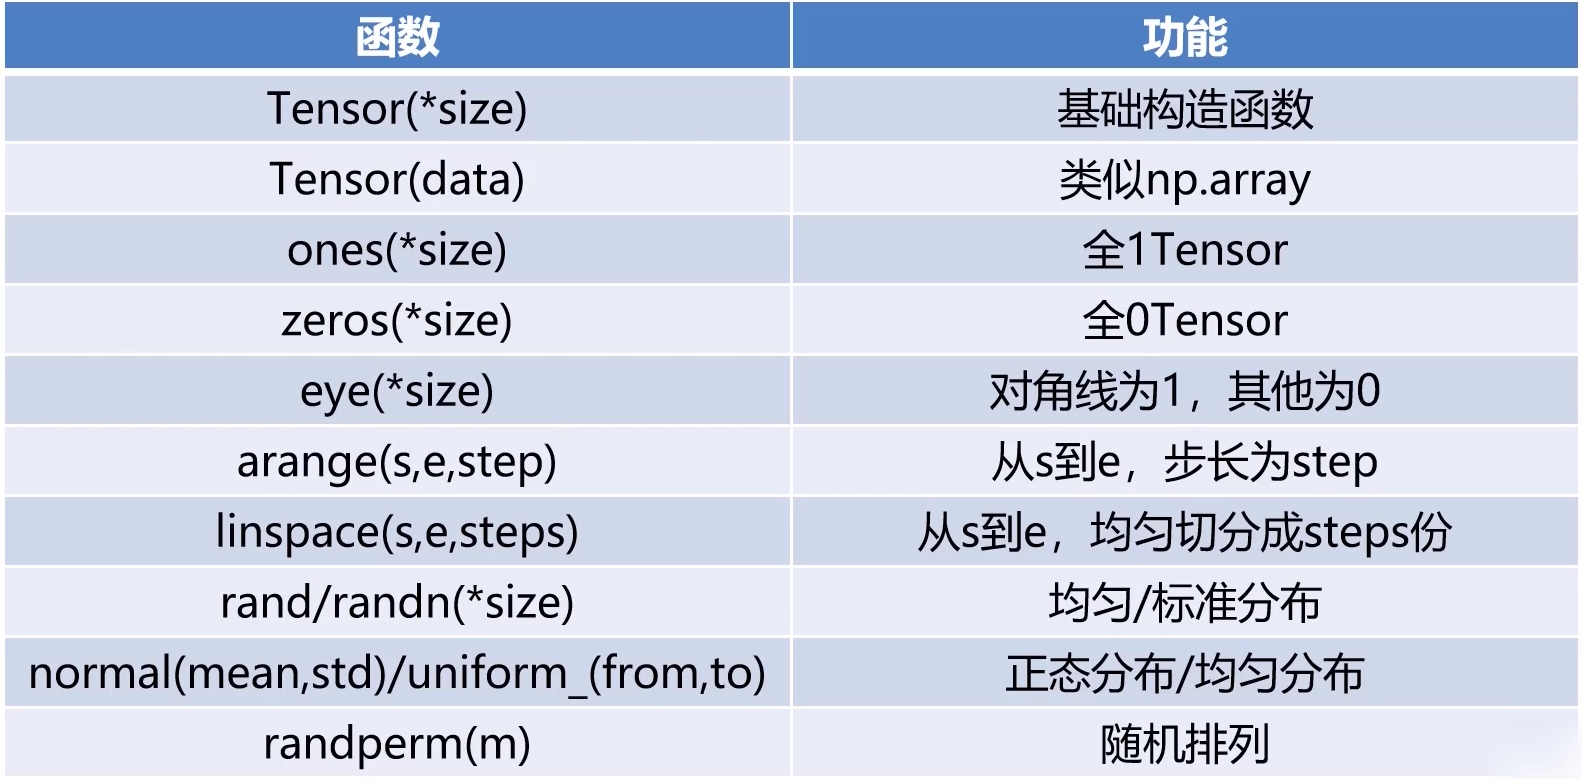 函数 功能
Tensor(*size) 基础构造函数
Tensor(data) 类似np.array
ones(*size) 全1Tensor
zeros(*size) 全0Tensor
eye(*size) 对角线为1，其他为0
arange(s,e,step) 从s到e，步长为step
linspace(s,e,steps) 从s到e，均匀切分成steps份
rand/randn(*size) 均匀/标准分布
normal(mean,std)/uniform_(from,to) 正态分布/均匀分布
randperm(m) 随机排列